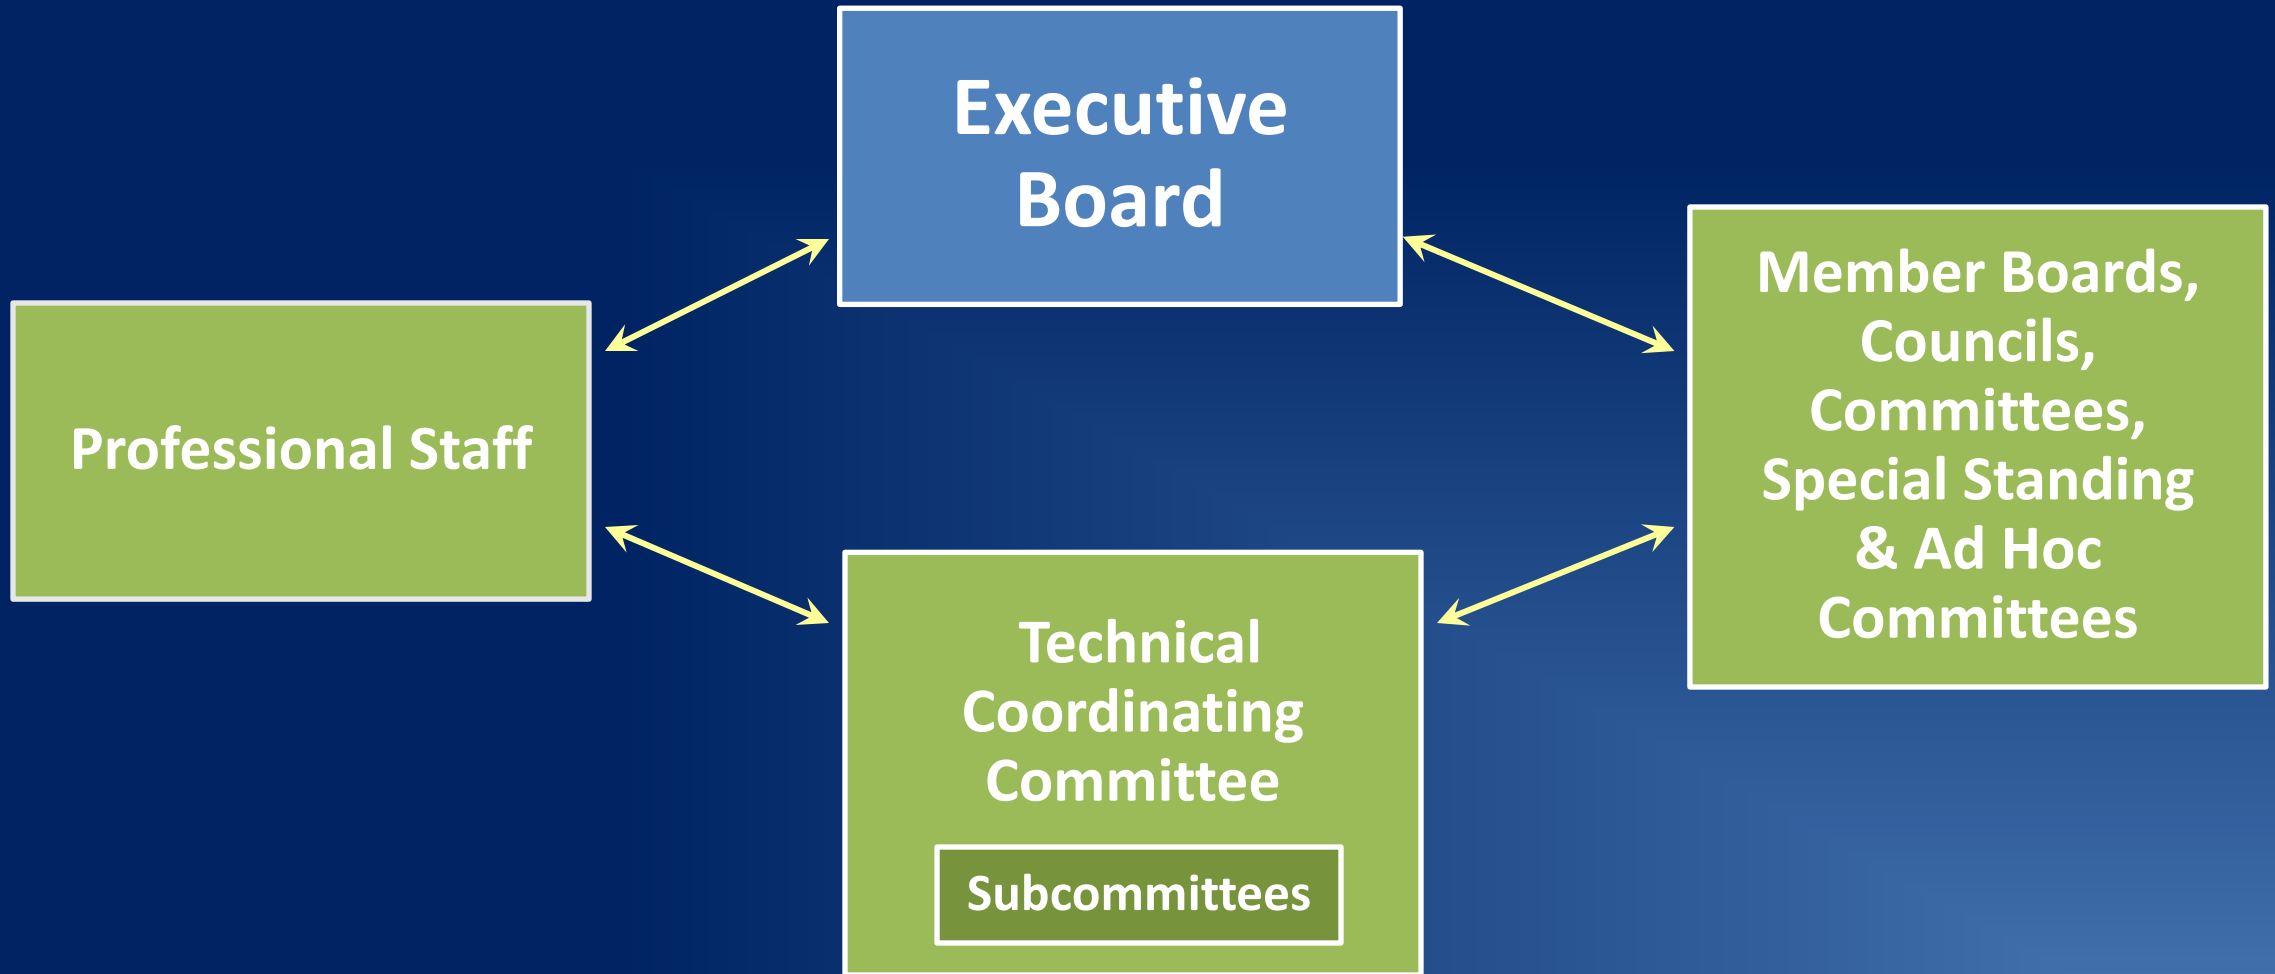 Executive
Board
Professional Staff
Member Boards,
Councils,
Committees,
Special Standing
& Ad Hoc
Committees
Technical
Coordinating
Committee
Subcommittees